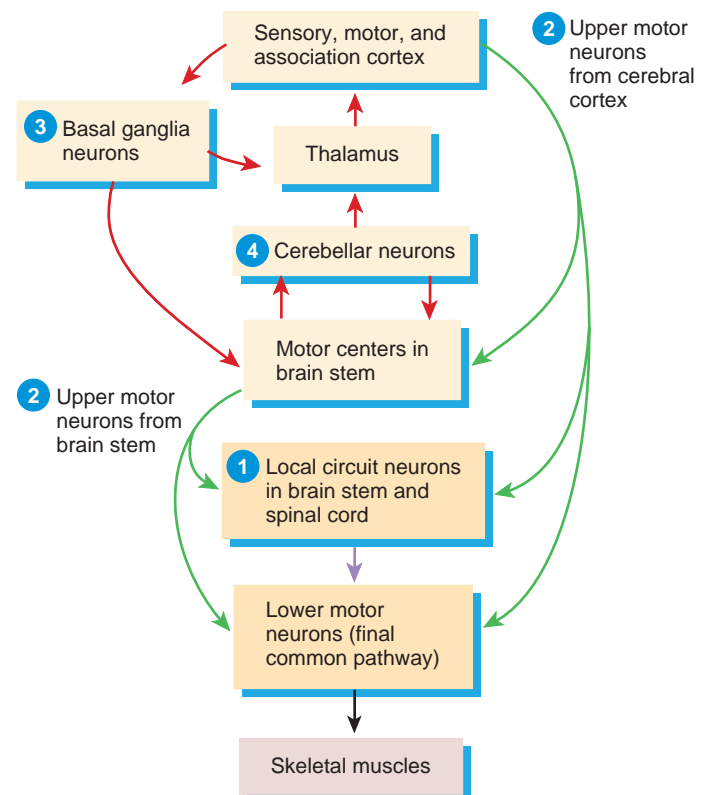 Sensory, motor, and
association cortex
2 Upper motor
neurons
from cerebral
cortex
3 Basal ganglia
neurons
Thalamus
4 Cerebellar neurons
Motor centers in
brain stem
2 Upper motor
neurons from
brain stem
1 Local circuit neurons
in brain stem and
spinal cord
Lower motor
neurons (final
common pathway)
Skeletal muscles